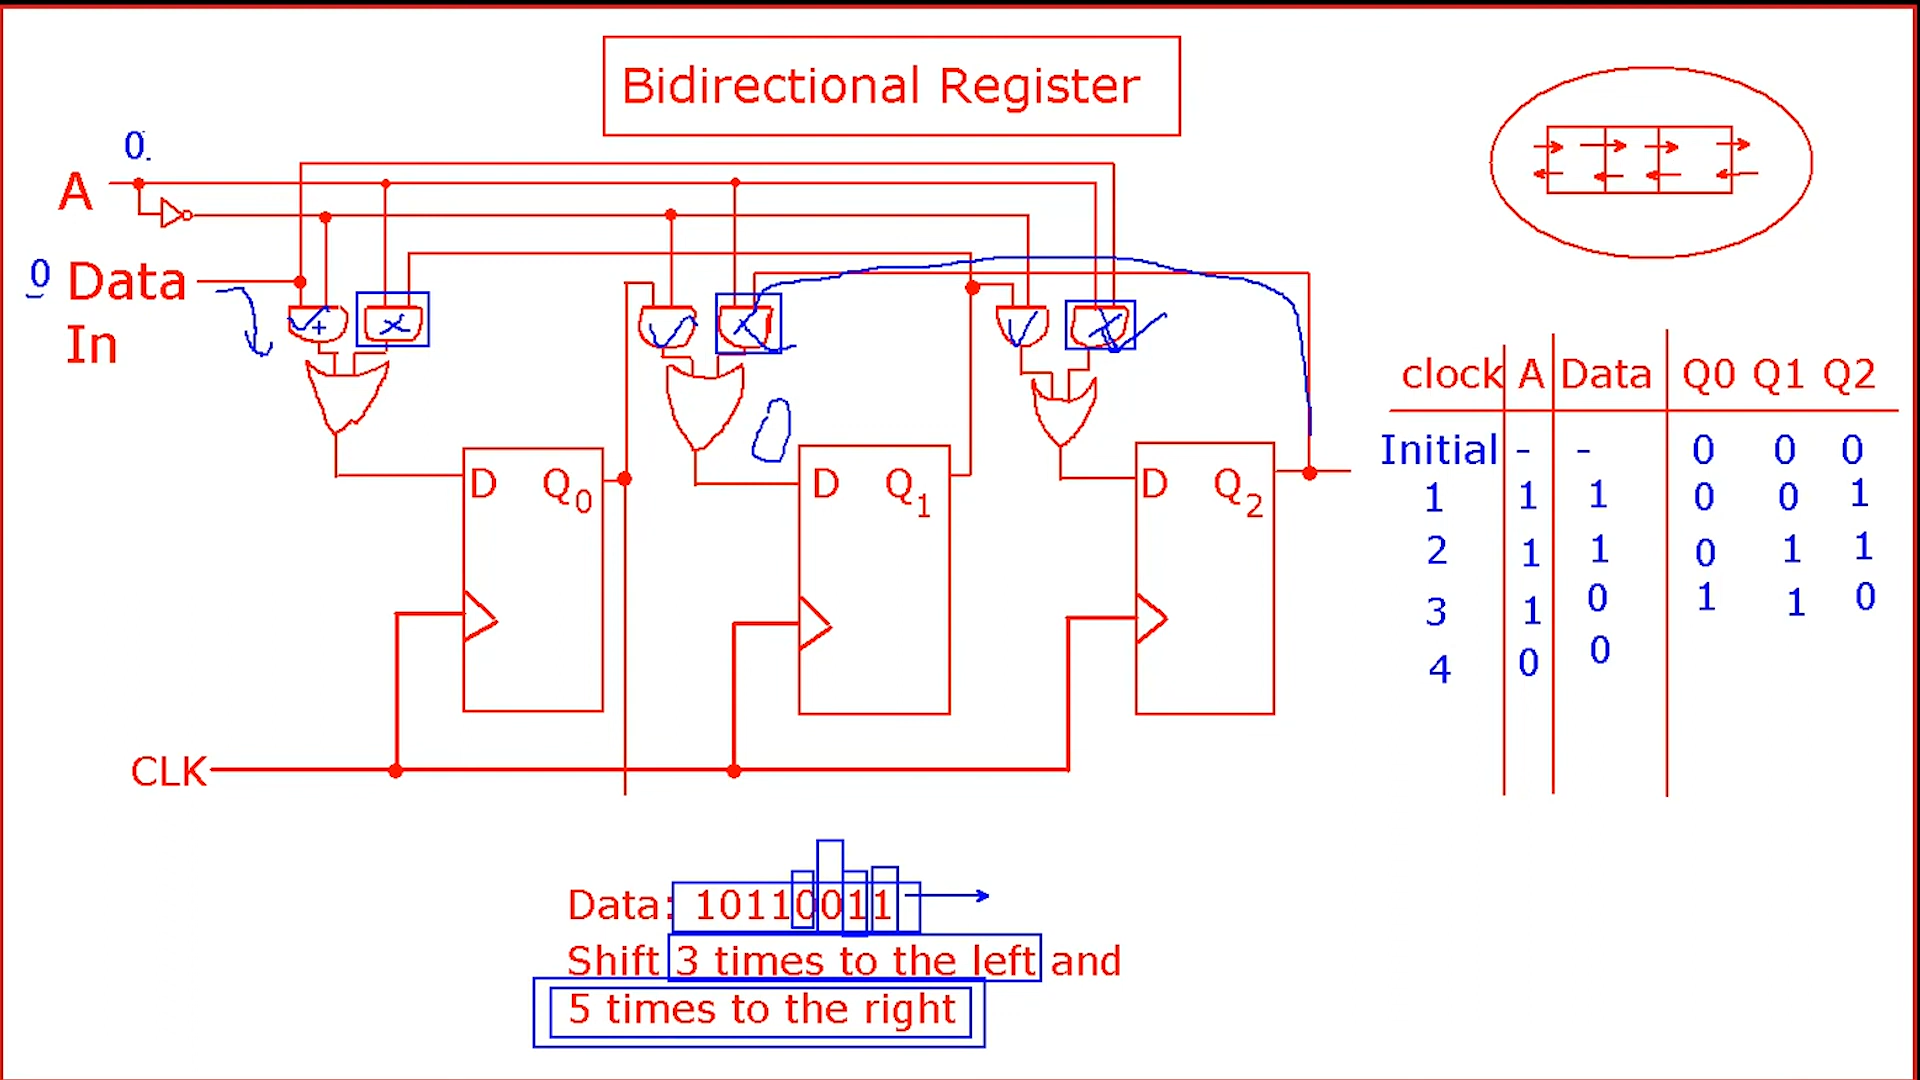 Bidirectional Register
0.
A
0 Data
In
D Q0
D Q1
D Q2
CLK
clock A Data Q0 Q1 Q2
Initial - - 0 0 0
1 1 1 0 0 1
2 1 1 0 1 1
3 1 0 1 1 0
4 0 0
Data: 10110011
Shift 3 times to the left and
5 times to the right